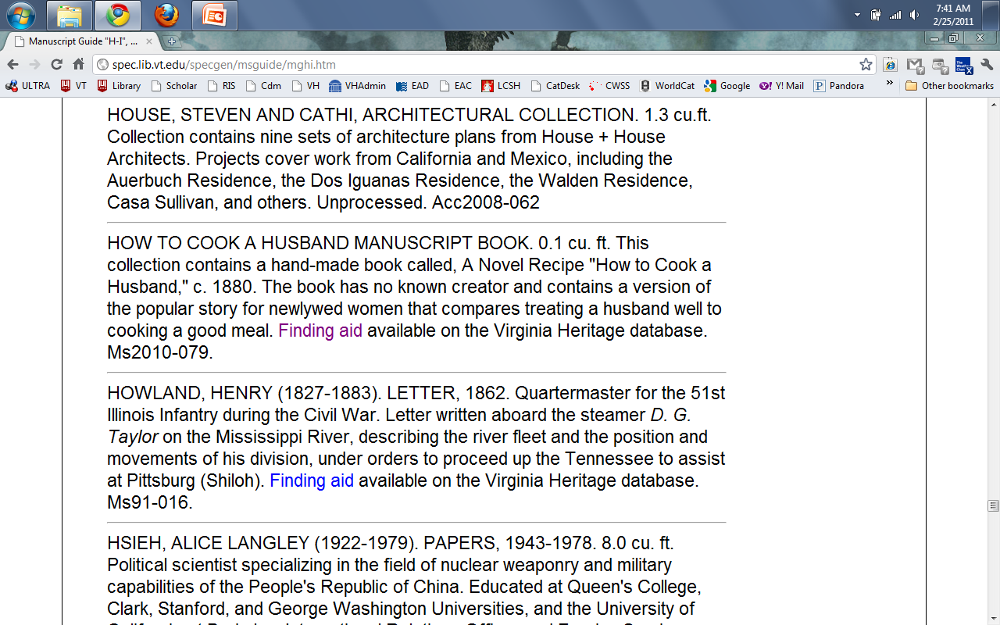 7:41 AM
2/25/2011
Manuscript Guide "H-I", ...
spec.lib.vt.edu/specgen/msguide/mghi.htm
ULTRA VT Library Scholar RIS Cdm VH VHAdmin EAD EAC LCSH CatDesk CWSS WorldCat Google Y! Mail Pandora » Other bookmarks
HOUSE, STEVEN AND CATHI, ARCHITECTURAL COLLECTION. 1.3 cu.ft.
Collection contains nine sets of architecture plans from House + House
Architects. Projects cover work from California and Mexico, including the
Auerbuch Residence, the Dos Iguanas Residence, the Walden Residence,
Casa Sullivan, and others. Unprocessed. Acc2008-062
HOW TO COOK A HUSBAND MANUSCRIPT BOOK. 0.1 cu. ft. This
collection contains a hand-made book called, A Novel Recipe "How to Cook a
Husband," c. 1880. The book has no known creator and contains a version of
the popular story for newlywed women that compares treating a husband well to
cooking a good meal. Finding aid available on the Virginia Heritage database.
Ms2010-079.
HOWLAND, HENRY (1827-1883). LETTER, 1862. Quartermaster for the 51st
Illinois Infantry during the Civil War. Letter written aboard the steamer D. G.
Taylor on the Mississippi River, describing the river fleet and the position and
movements of his division, under orders to proceed up the Tennessee to assist
at Pittsburg (Shiloh). Finding aid available on the Virginia Heritage database.
Ms91-016.
HSIEH, ALICE LANGLEY (1922-1979). PAPERS, 1943-1978. 8.0 cu. ft.
Political scientist specializing in the field of nuclear weaponry and military
capabilities of the People's Republic of China. Educated at Queen's College,
Clark, Stanford, and George Washington Universities, and the University of